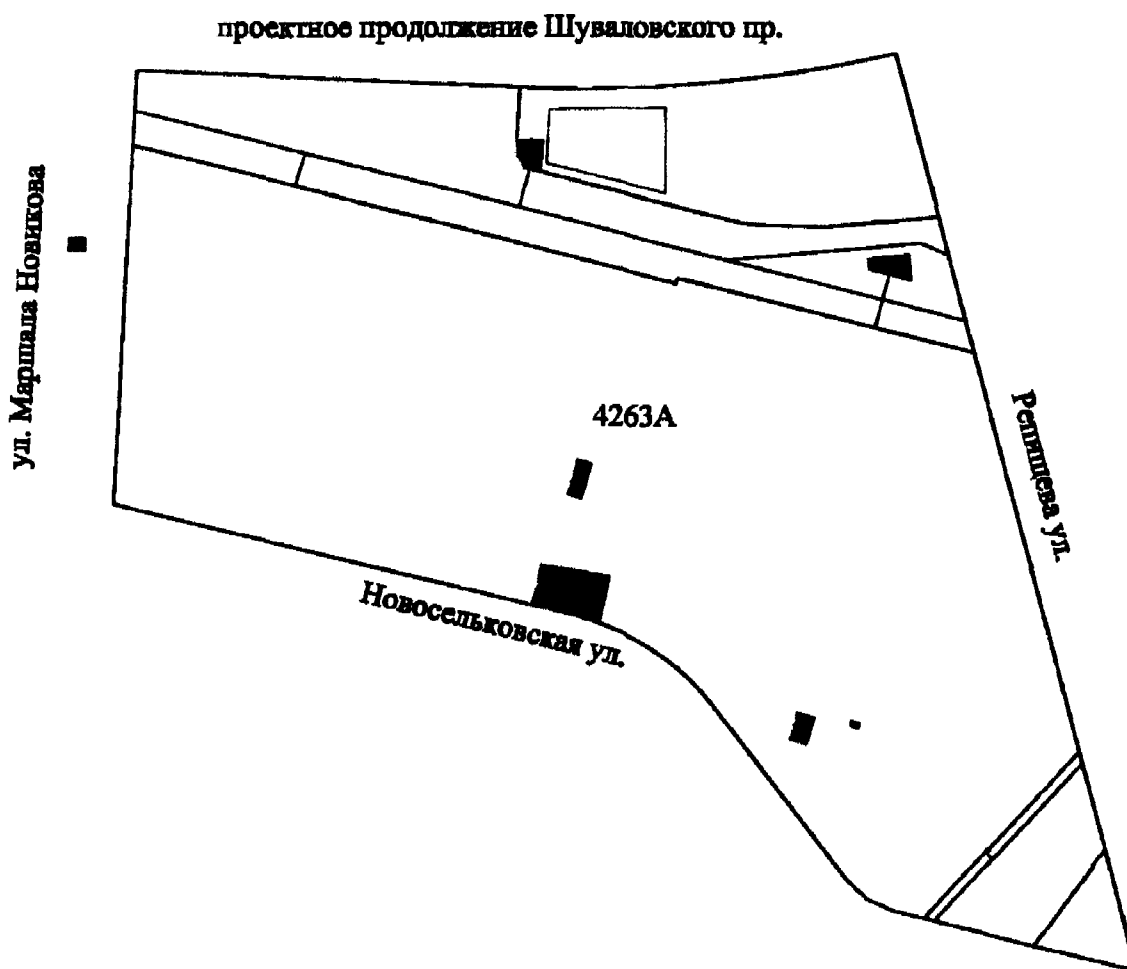 проектное продолжение Шуваловского пр.
ул. Маршала Новикова
4263А
Репищева ул.
Новосельковская ул.